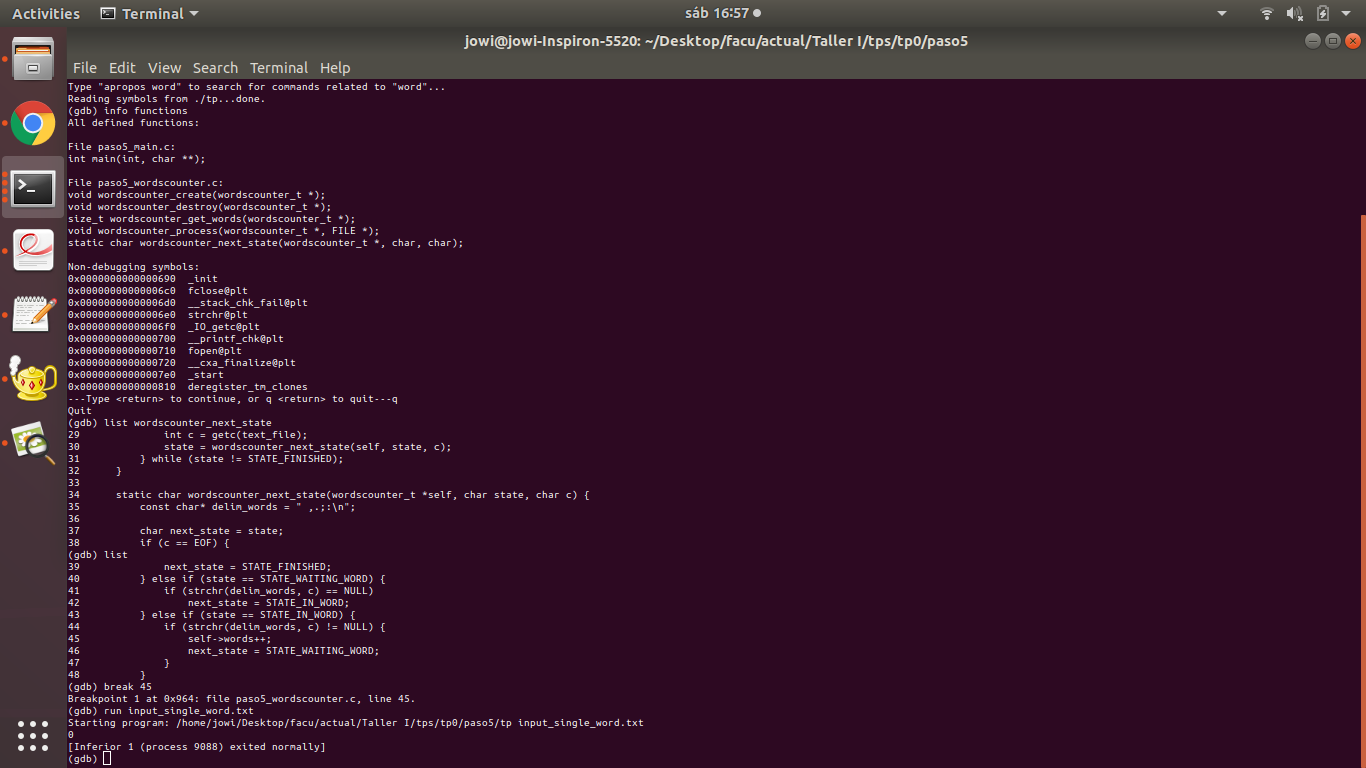 Activities Terminal sáb 16:57
jowi@jowi-Inspiron-5520: ~/Desktop/facu/actual/Taller I/tps/tp0/paso5
File Edit View Search Terminal Help
Type "apropos word" to search for commands related to "word"...
Reading symbols from ./tp...done.
(gdb) info functions
All defined functions:

File paso5_main.c:
int main(int, char **);

File paso5_wordscounter.c:
void wordscounter_create(wordscounter_t *);
void wordscounter_destroy(wordscounter_t *);
size_t wordscounter_get_words(wordscounter_t *);
void wordscounter_process(wordscounter_t *, FILE *);
static char wordscounter_next_state(wordscounter_t *, char, char);

Non-debugging symbols:
0x0000000000000690  _init
0x00000000000006c0  fclose@plt
0x00000000000006d0  __stack_chk_fail@plt
0x00000000000006e0  strchr@plt
0x00000000000006f0  _IO_getc@plt
0x0000000000000700  __printf_chk@plt
0x0000000000000710  fopen@plt
0x0000000000000720  __cxa_finalize@plt
0x00000000000007e0  _start
0x0000000000000810  deregister_tm_clones
---Type <return> to continue, or q <return> to quit---q
Quit
(gdb) list wordscounter_next_state
29              int c = getc(text_file);
30              state = wordscounter_next_state(self, state, c);
31          } while (state != STATE_FINISHED);
32      }
33
34      static char wordscounter_next_state(wordscounter_t *self, char state, char c) {
35          const char* delim_words = " ,.;:\n";
36
37          char next_state = state;
38          if (c == EOF) {
(gdb) list
39              next_state = STATE_FINISHED;
40          } else if (state == STATE_WAITING_WORD) {
41              if (strchr(delim_words, c) == NULL)
42                  next_state = STATE_IN_WORD;
43          } else if (state == STATE_IN_WORD) {
44              if (strchr(delim_words, c) != NULL) {
45                  self->words++;
46                  next_state = STATE_WAITING_WORD;
47              }
48          }
(gdb) break 45
Breakpoint 1 at 0x964: file paso5_wordscounter.c, line 45.
(gdb) run input_single_word.txt
Starting program: /home/jowi/Desktop/facu/actual/Taller I/tps/tp0/paso5/tp input_single_word.txt
0
[Inferior 1 (process 9088) exited normally]
(gdb)